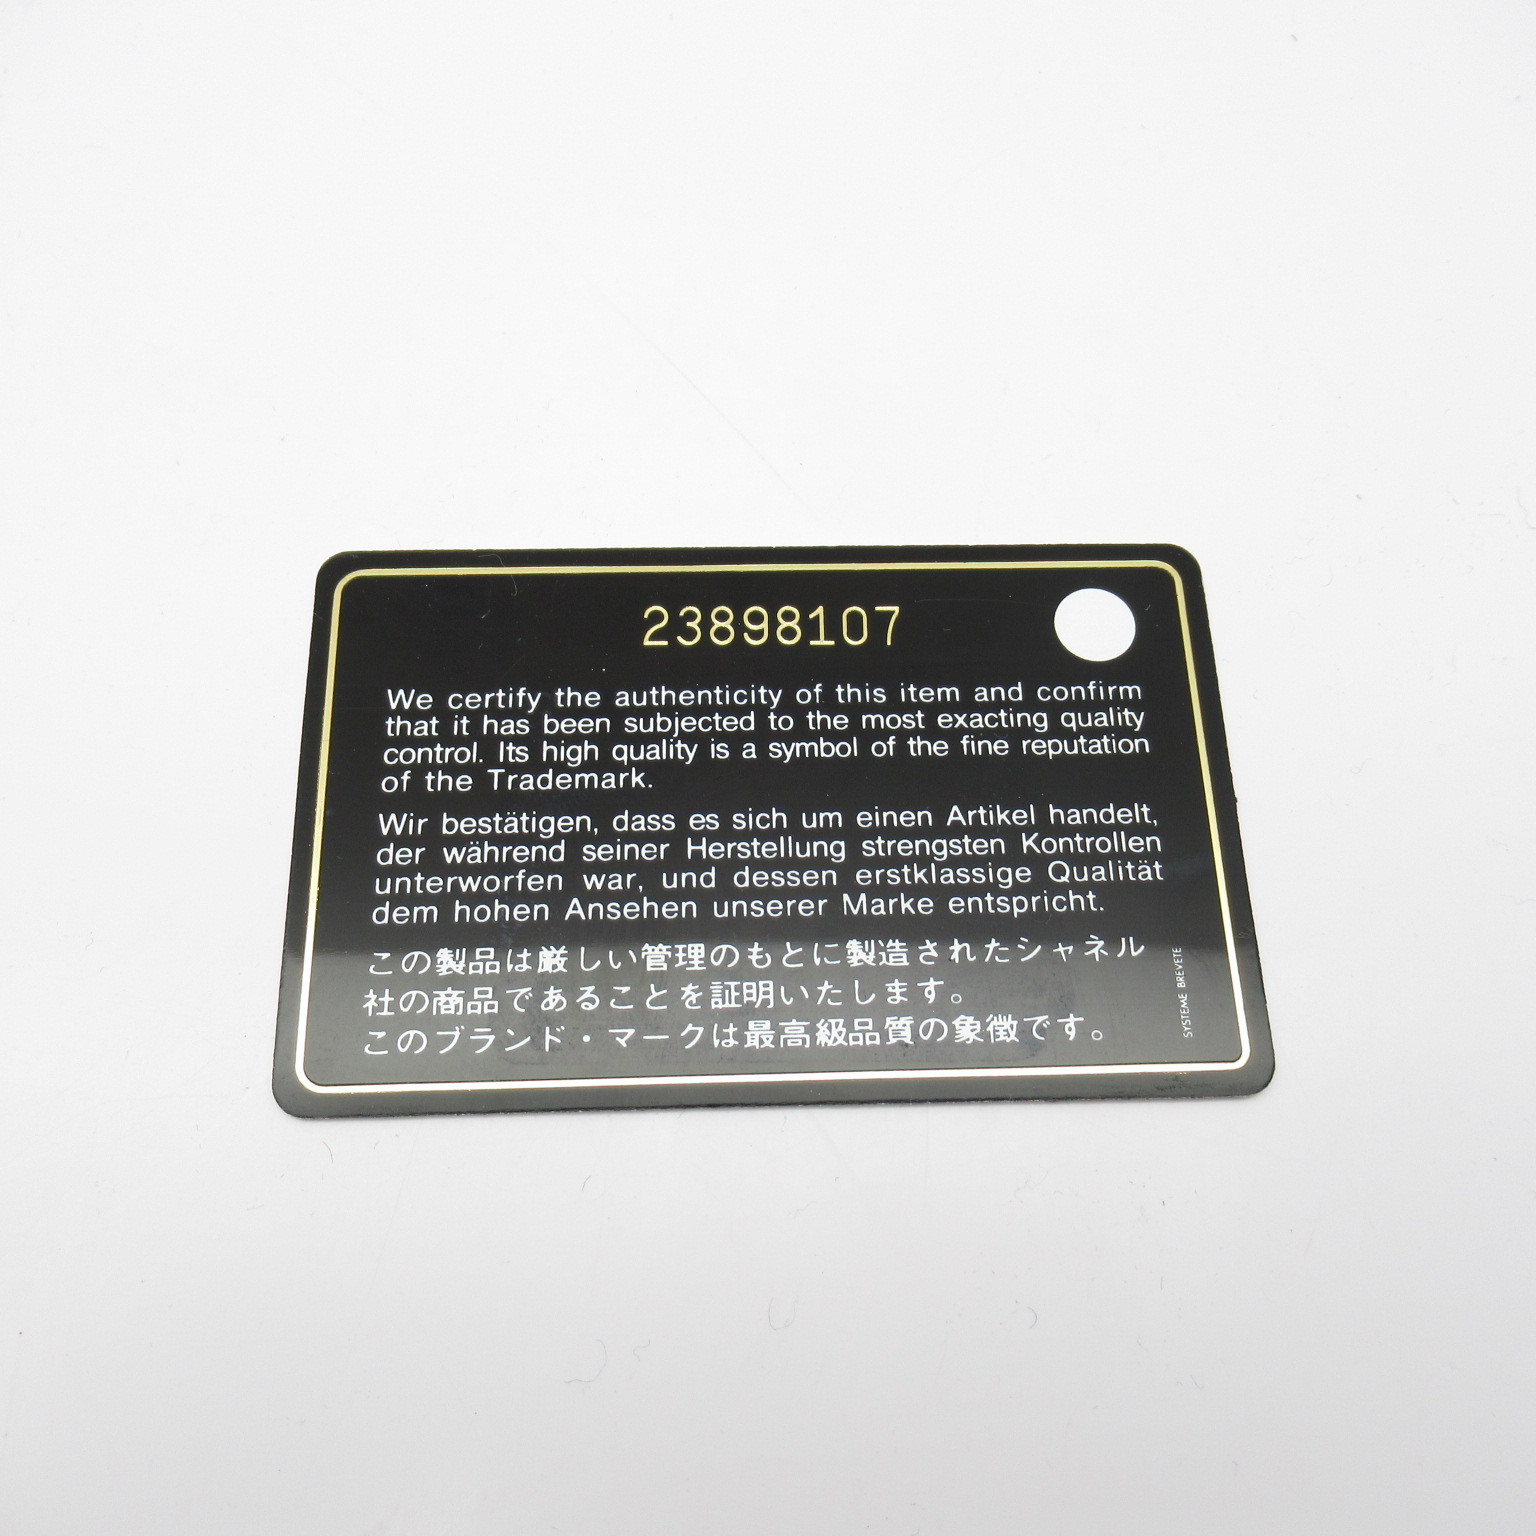 23898107
We certify the authenticity of this item and confirm
that it has been subjected to the most exacting quality
control. Its high quality is a symbol of the fine reputation
of the Trademark.
Wir bestätigen, dass es sich um einen Artikel handelt,
der während seiner Herstellung strengsten Kontrollen
unterworfen war, und dessen erstklassige Qualität
dem hohen Ansehen unserer Marke entspricht.
この製品は厳しい管理のもとに製造されたシャネル
社の商品であることを証明いたします。
このブランド・マークは最高級品質の象徴です。
SYSTEME BREVETE